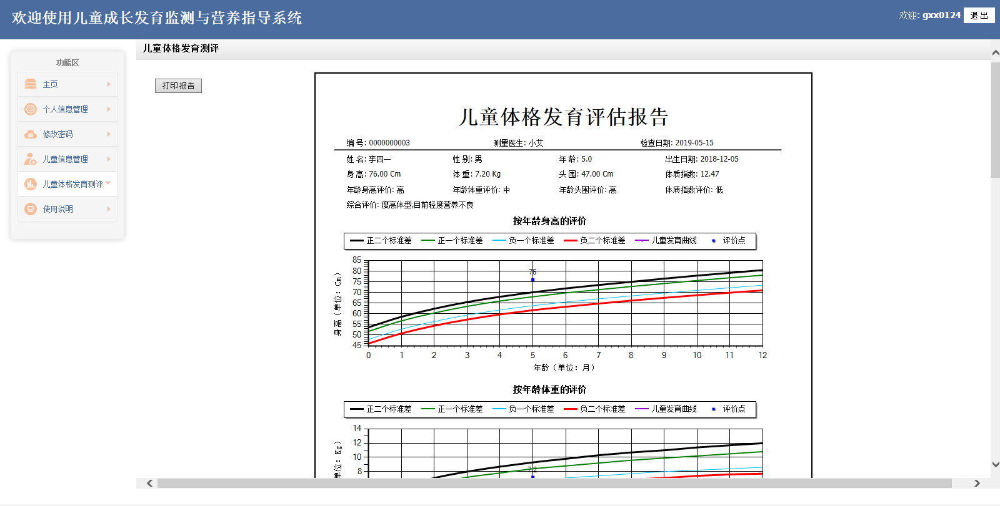 欢迎使用儿童成长发育监测与营养指导系统
欢迎: gxx0124 退 出
功能区
主页
个人信息管理
修改密码
儿童信息管理
儿童体格发育测评
使用说明
儿童体格发育测评
打印报告
儿童体格发育评估报告
编 号: 0000000003 测量医生: 小艾 检查日期: 2019-05-15
姓 名: 李四一 性 别: 男 年 龄: 5.0 出生日期: 2018-12-05
身 高: 76.00 Cm 体 重: 7.20 Kg 头 围: 47.00 Cm 体质指数: 12.47
年龄身高评价: 高 年龄体重评价: 中 年龄头围评价: 高 体质指数评价: 低
综合评价: 瘦高体型,目前轻度营养不良
按年龄身高的评价
正二个标准差 正一个标准差 负一个标准差 负二个标准差 儿童发育曲线 评价点
身高（单位: Cm）
85
80
75
70
65
60
55
50
45
76
0 1 2 3 4 5 6 7 8 9 10 11 12
年龄（单位: 月）
按年龄体重的评价
正二个标准差 正一个标准差 负一个标准差 负二个标准差 儿童发育曲线 评价点
单位: Kg）
14
12
10
8
7.2